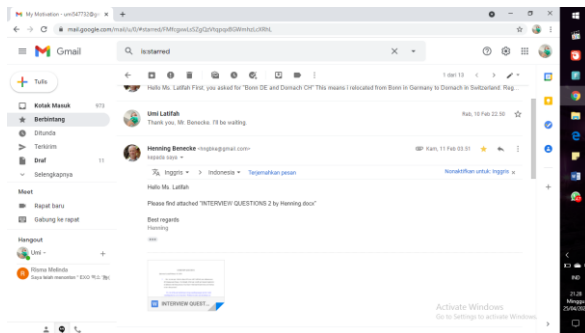 My Motivation - umi347732@g
mail.google.com/mail/u/0/#starred/FMfcgxwLsSZgQzVtqpqdBGWmhzLcXRNL
Gmail
is:starred
Tulis
1 dari 13
Kotak Masuk 973
Berbintang
Ditunda
Terkirim
Draf 11
Selengkapnya
Meet
Rapat baru
Gabung ke rapat
Hangout
Umi
Risma Melinda
Hello Ms. Latifah First, you asked for "Bonn DE and Dornach CH" This means I relocated from Bonn in Germany to Dornach in Switzerland. Reg...
Umi Latifah
Rab, 10 Feb 22.50
Thank you, Mr. Benecke. I'll be waiting.
Henning Benecke
Kam, 11 Feb 03.51
kepada saya
Inggris > Indonesia Terjemahkan pesan
Nonaktifkan untuk: Inggris x
Hello Ms. Latifah
Please find attached "INTERVIEW QUESTIONS 2 by Henning.docx"
Best regards
Henning
INTERVIEW QUEST...
Activate Windows
Go to Settings to activate Windows.
IND
21.28
Minggu
25/04/202